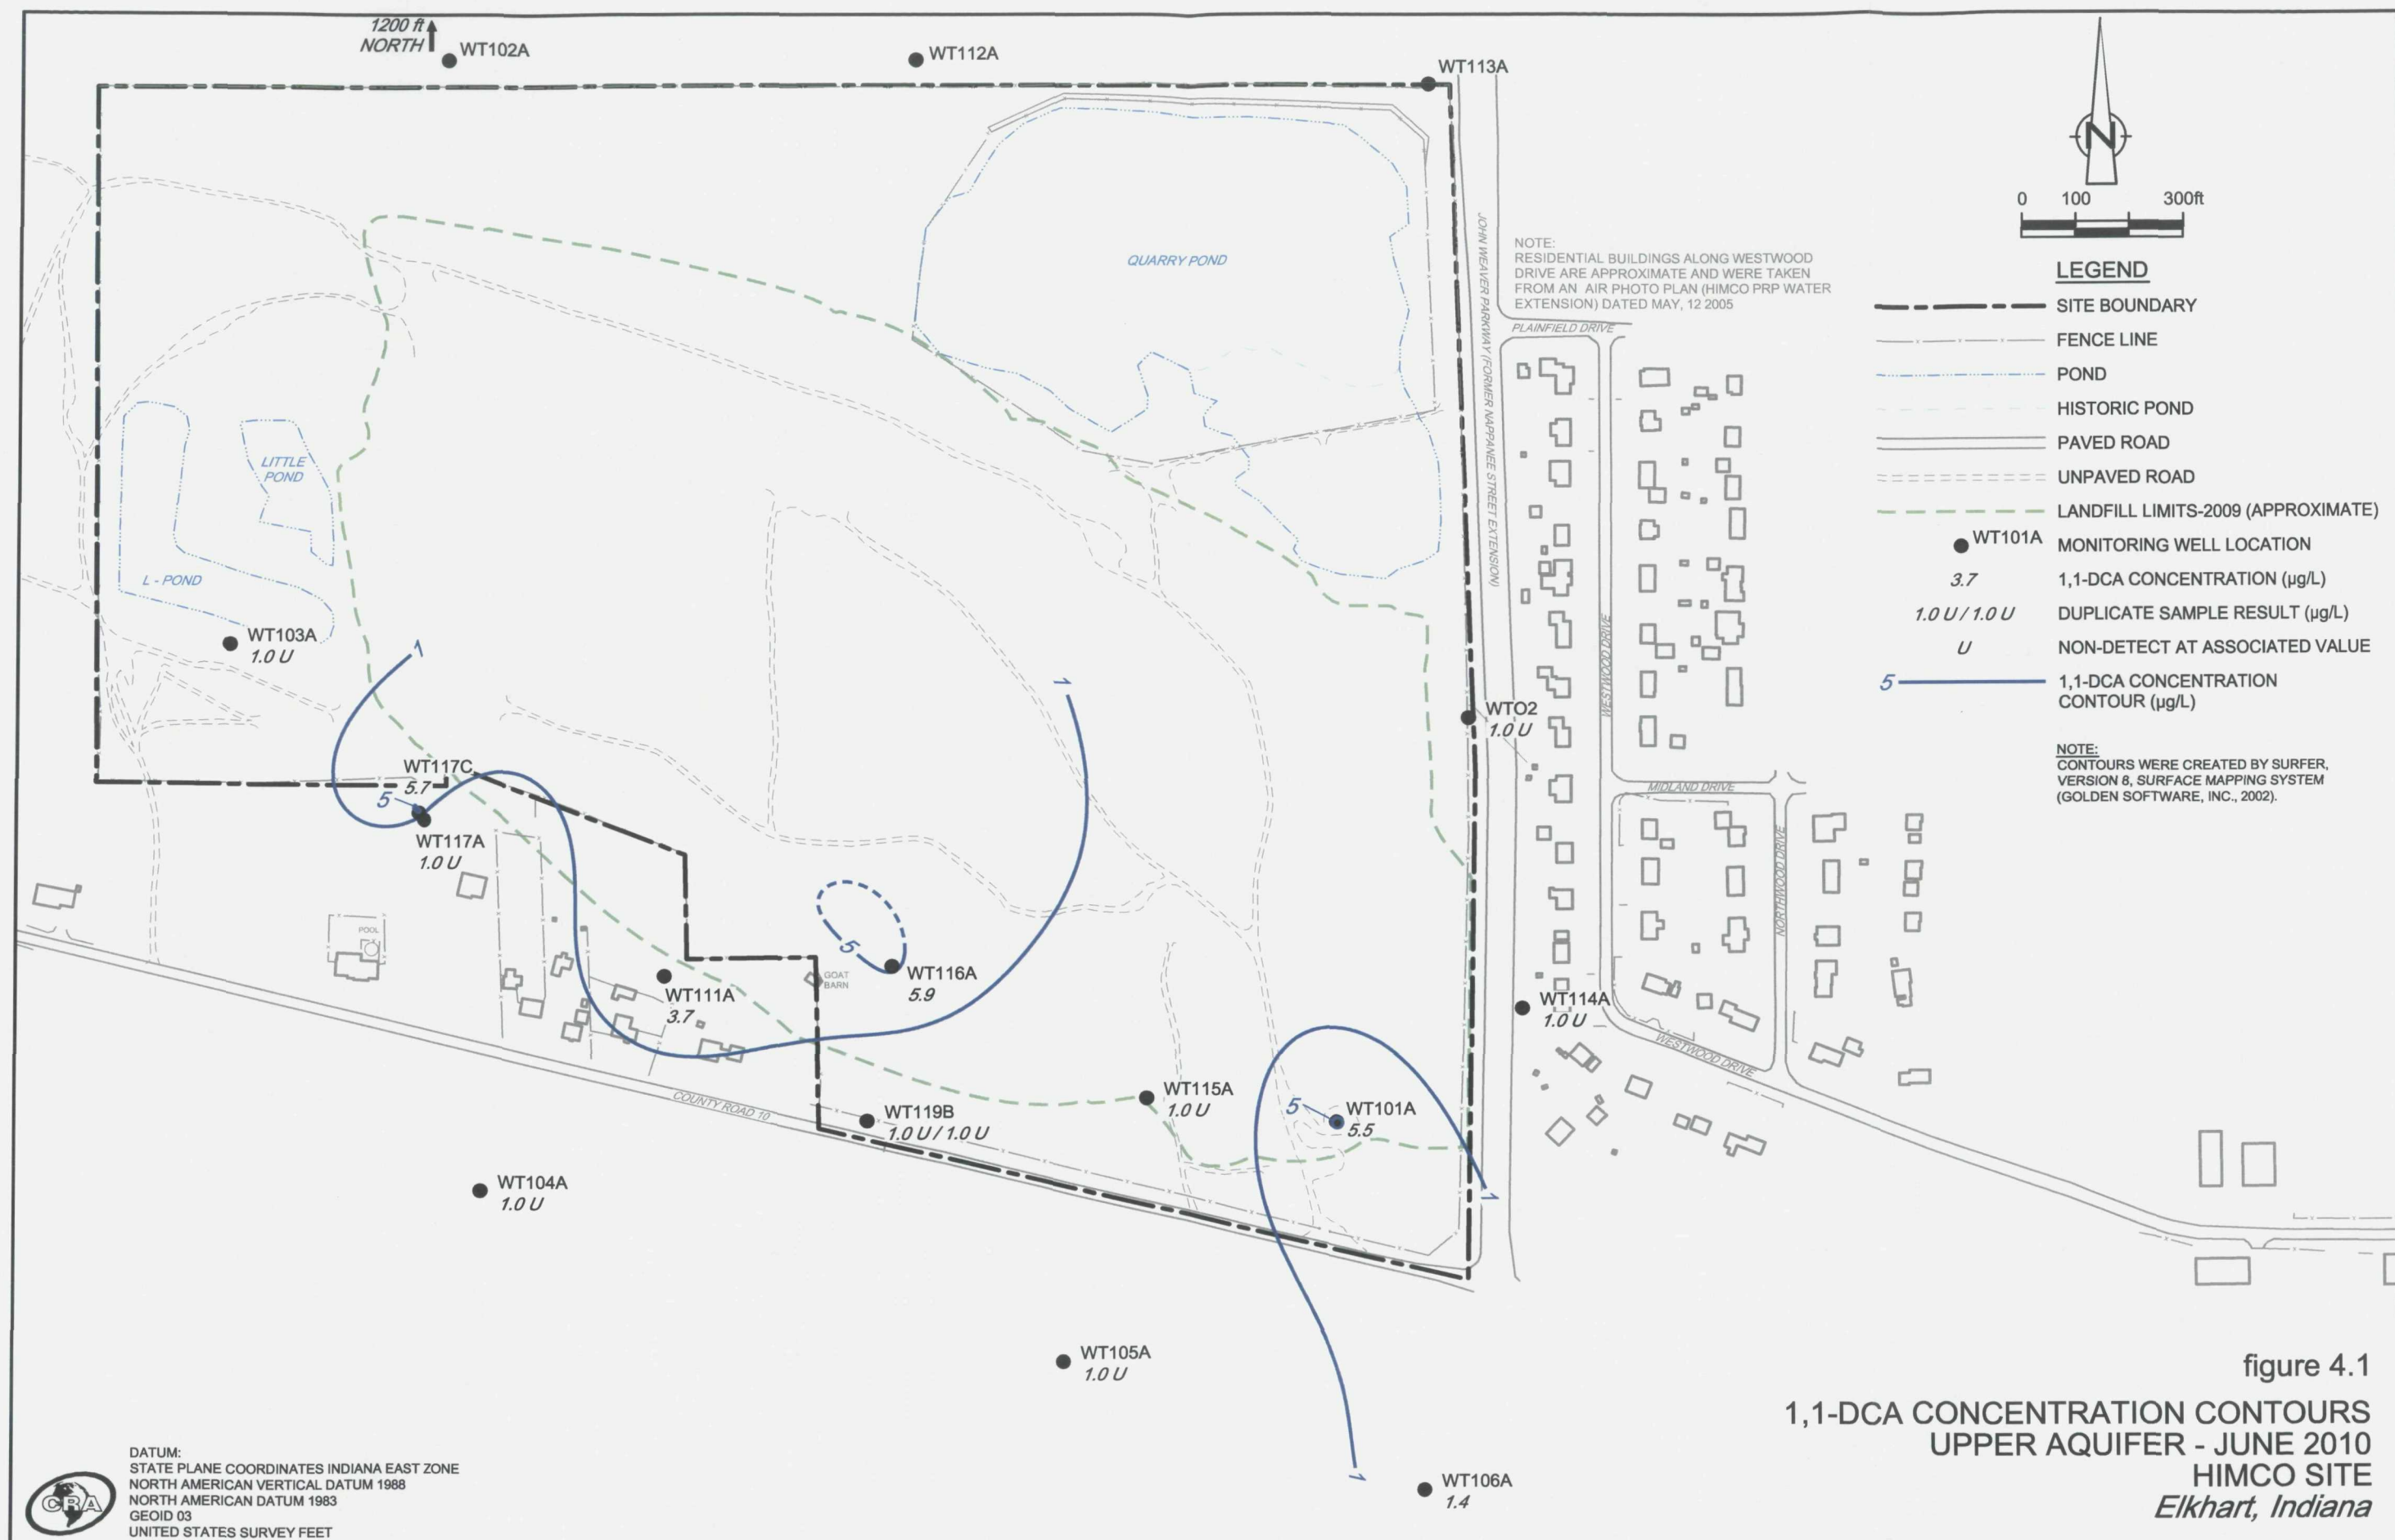 1200 ft
NORTH
WT102A
WT112A
WT113A
N
0 100 300ft
NOTE:
RESIDENTIAL BUILDINGS ALONG WESTWOOD
DRIVE ARE APPROXIMATE AND WERE TAKEN
FROM AN AIR PHOTO PLAN (HIMCO PRP WATER
EXTENSION) DATED MAY, 12 2005
QUARRY POND
JOHN WEAVER PARKWAY (FORMER NAPPANEE STREET EXTENSION)
PLAINFIELD DRIVE
LEGEND
SITE BOUNDARY
FENCE LINE
POND
HISTORIC POND
PAVED ROAD
UNPAVED ROAD
LANDFILL LIMITS-2009 (APPROXIMATE)
WT101A MONITORING WELL LOCATION
3.7 1,1-DCA CONCENTRATION (µg/L)
1.0 U / 1.0 U DUPLICATE SAMPLE RESULT (µg/L)
U NON-DETECT AT ASSOCIATED VALUE
5 1,1-DCA CONCENTRATION
CONTOUR (µg/L)
NOTE:
CONTOURS WERE CREATED BY SURFER,
VERSION 8, SURFACE MAPPING SYSTEM
(GOLDEN SOFTWARE, INC., 2002).
LITTLE
POND
L - POND
WT103A
1.0 U
1
1
WESTWOOD DRIVE
WTO2
1.0 U
WT117C
5.7
5
WT117A
1.0 U
MIDLAND DRIVE
NORTHWOOD DRIVE
POOL
5
GOAT
BARN
WT116A
5.9
WT111A
3.7
WT114A
1.0 U
WESTWOOD DRIVE
COUNTY ROAD 10
WT119B
1.0 U / 1.0 U
WT115A
1.0 U
5
WT101A
5.5
1
WT104A
1.0 U
WT105A
1.0 U
1
WT106A
1.4
figure 4.1
1,1-DCA CONCENTRATION CONTOURS
UPPER AQUIFER - JUNE 2010
HIMCO SITE
Elkhart, Indiana
CRA
DATUM:
STATE PLANE COORDINATES INDIANA EAST ZONE
NORTH AMERICAN VERTICAL DATUM 1988
NORTH AMERICAN DATUM 1983
GEOID 03
UNITED STATES SURVEY FEET